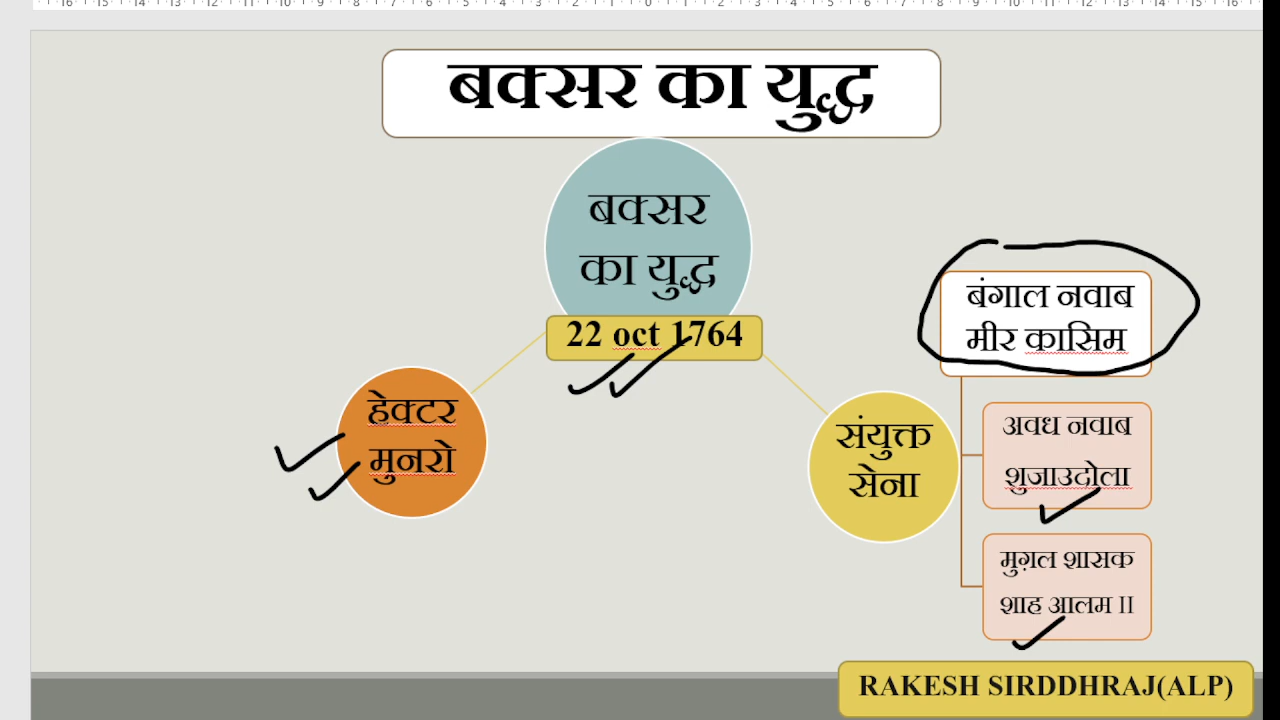 बक्सर का युद्ध
बक्सर
का युद्ध
22 oct 1764
हेक्टर
मुनरो
संयुक्त
सेना
बंगाल नवाब
मीर कासिम
अवध नवाब
शुजाउदोला
मुग़ल शासक
शाह आलम II
RAKESH SIRDDHRAJ(ALP)